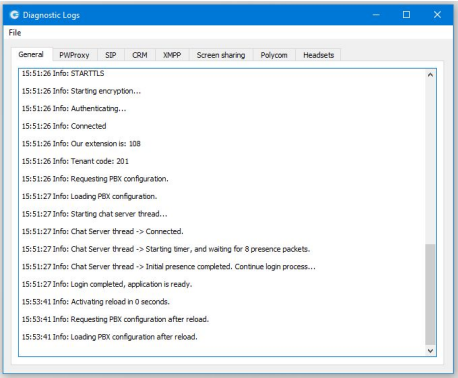 Diagnostic Logs
File
General PWProxy SIP CRM XMPP Screen sharing Polycom Headsets
15:51:26 Info: STARTTLS
15:51:26 Info: Starting encryption...
15:51:26 Info: Authenticating...
15:51:26 Info: Connected
15:51:26 Info: Our extension is: 108
15:51:26 Info: Tenant code: 201
15:51:26 Info: Requesting PBX configuration.
15:51:27 Info: Loading PBX configuration.
15:51:27 Info: Starting chat server thread...
15:51:27 Info: Chat Server thread -> Connected.
15:51:27 Info: Chat Server thread -> Starting timer, and waiting for 8 presence packets.
15:51:27 Info: Chat Server thread -> Initial presence completed. Continue login process...
15:51:27 Info: Login completed, application is ready.
15:53:41 Info: Activating reload in 0 seconds.
15:53:41 Info: Requesting PBX configuration after reload.
15:53:41 Info: Loading PBX configuration after reload.